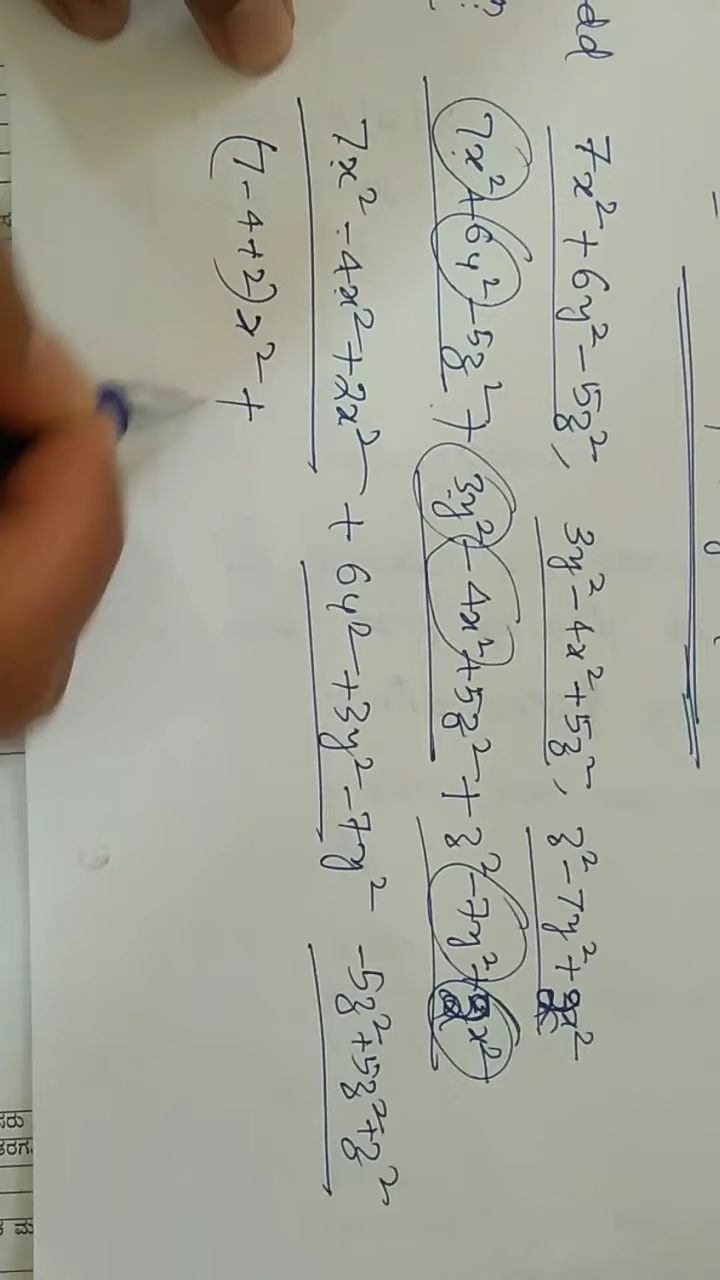 add 7x² + 6y² - 5z², 3y² - 4x² + 5z², z² - 7y² + 2x²
7x² + 6y² - 5z² + 3y² - 4x² + 5z² + z² - 7y² + 2x²
7x² - 4x² + 2x² + 6y² + 3y² - 7y² -5z² + 5z² + z²
(7 - 4 + 2)x² +